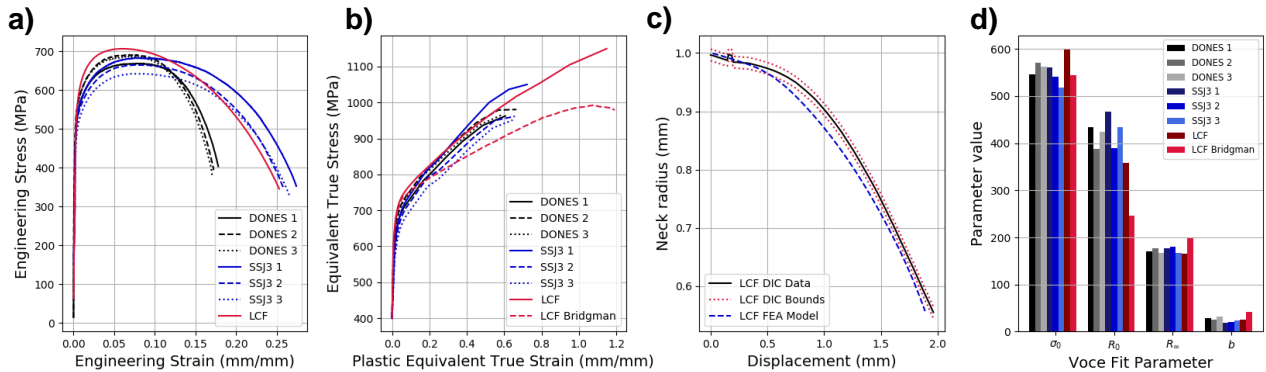 a)
Engineering Stress (MPa)
700
600
500
400
300
200
100
0
0.00 0.05 0.10 0.15 0.20 0.25
Engineering Strain (mm/mm)
DONES 1
DONES 2
DONES 3
SSJ3 1
SSJ3 2
SSJ3 3
LCF
b)
Equivalent True Stress (MPa)
1100
1000
900
800
700
600
500
400
0.0 0.2 0.4 0.6 0.8 1.0 1.2
Plastic Equivalent True Strain (mm/mm)
DONES 1
DONES 2
DONES 3
SSJ3 1
SSJ3 2
SSJ3 3
LCF
LCF Bridgman
c)
Neck radius (mm)
1.0
0.9
0.8
0.7
0.6
0.0 0.5 1.0 1.5 2.0
Displacement (mm)
LCF DIC Data
LCF DIC Bounds
LCF FEA Model
d)
Parameter value
600
500
400
300
200
100
0
σ₀ R₀ R∞ b
Voce Fit Parameter
DONES 1
DONES 2
DONES 3
SSJ3 1
SSJ3 2
SSJ3 3
LCF
LCF Bridgman